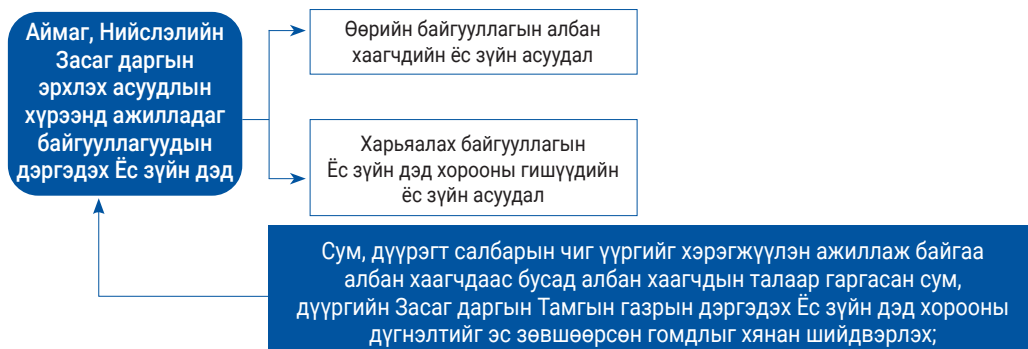 Аймаг, Нийслэлийн
Засаг даргын
эрхлэх асуудлын
хүрээнд ажилладаг
байгууллагуудын
дэргэдэх Ёс зүйн дэд
Өөрийн байгууллагын албан
хаагчдийн ёс зүйн асуудал
Харьяалах байгууллагын
Ёс зүйн дэд хорооны гишүүдийн
ёс зүйн асуудал
Сум, дүүрэгт салбарын чиг үүргийг хэрэгжүүлэн ажиллаж байгаа
албан хаагчдаас бусад албан хаагчдын талаар гаргасан сум,
дүүргийн Засаг даргын Тамгын газрын дэргэдэх Ёс зүйн дэд хорооны
дүгнэлтийг эс зөвшөөрсөн гомдлыг хянан шийдвэрлэх;